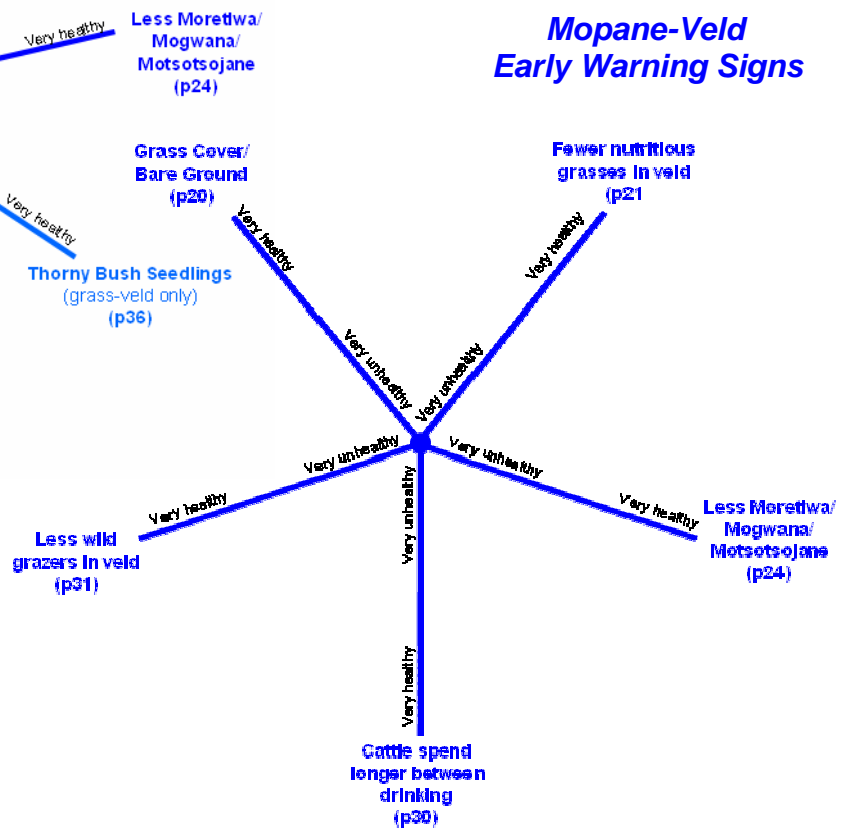 Very healthy
Less Moretlwa/
Mogwana/
Motsotsojane
(p24)
Mopane-Veld
Early Warning Signs
Grass Cover/
Bare Ground
(p20)
Fewer nutritious
grasses in veld
(p21
Very healthy
Thorny Bush Seedlings
(grass-veld only)
(p36)
Very healthy
Very unhealthy
Very healthy
Very unhealthy
Very healthy
Very unhealthy
Very unhealthy
Very healthy
Very unhealthy
Very healthy
Less wild
grazers in veld
(p31)
Less Moretlwa/
Mogwana/
Motsotsojane
(p24)
Cattle spend
longer between
drinking
(p30)